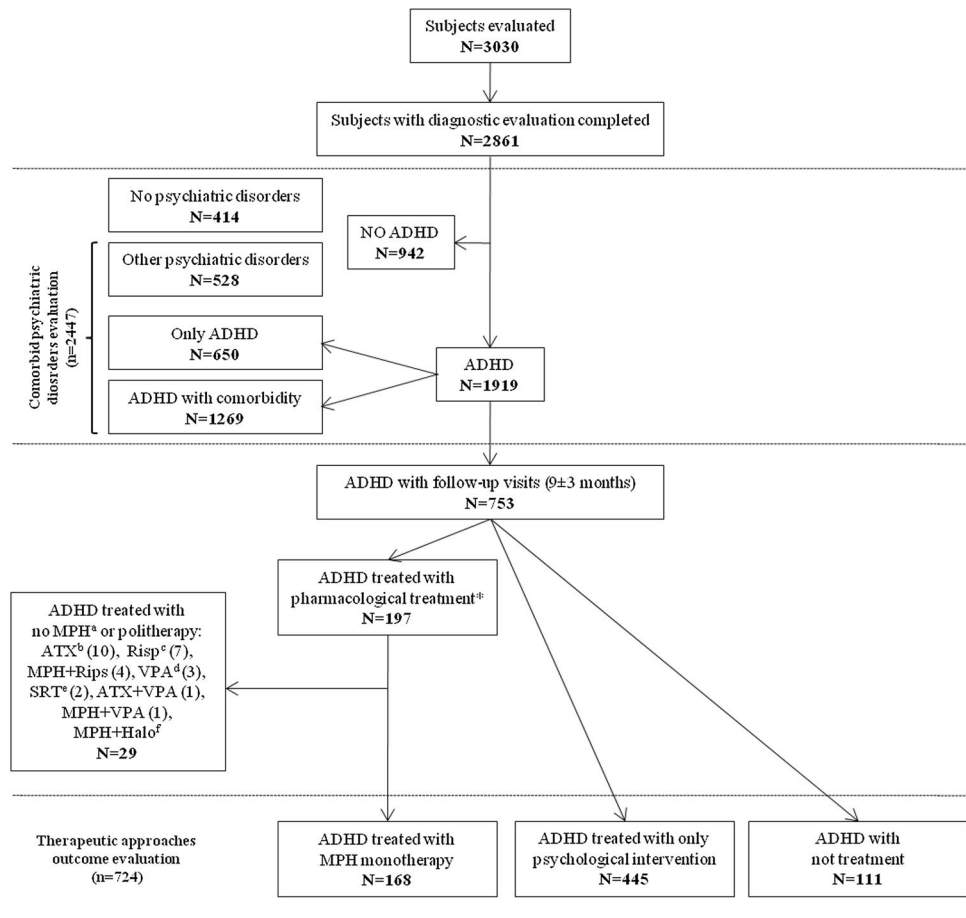 Subjects evaluated
N=3030
Subjects with diagnostic evaluation completed
N=2861
No psychiatric disorders
N=414
NO ADHD
N=942
Other psychiatric disorders
N=528
Comorbid psychiatric
diosrders evaluation
(n=2447)
Only ADHD
N=650
ADHD
N=1919
ADHD with comorbidity
N=1269
ADHD with follow-up visits (9±3 months)
N=753
ADHD treated with
pharmacological treatment*
N=197
ADHD treated with
no MPHᵃ or politherapy:
ATXᵇ (10), Rispᶜ (7),
MPH+Rips (4), VPAᵈ (3),
SRTᵉ (2), ATX+VPA (1),
MPH+VPA (1),
MPH+Haloᶠ
N=29
Therapeutic approaches
outcome evaluation
(n=724)
ADHD treated with
MPH monotherapy
N=168
ADHD treated with only
psychological intervention
N=445
ADHD with
not treatment
N=111